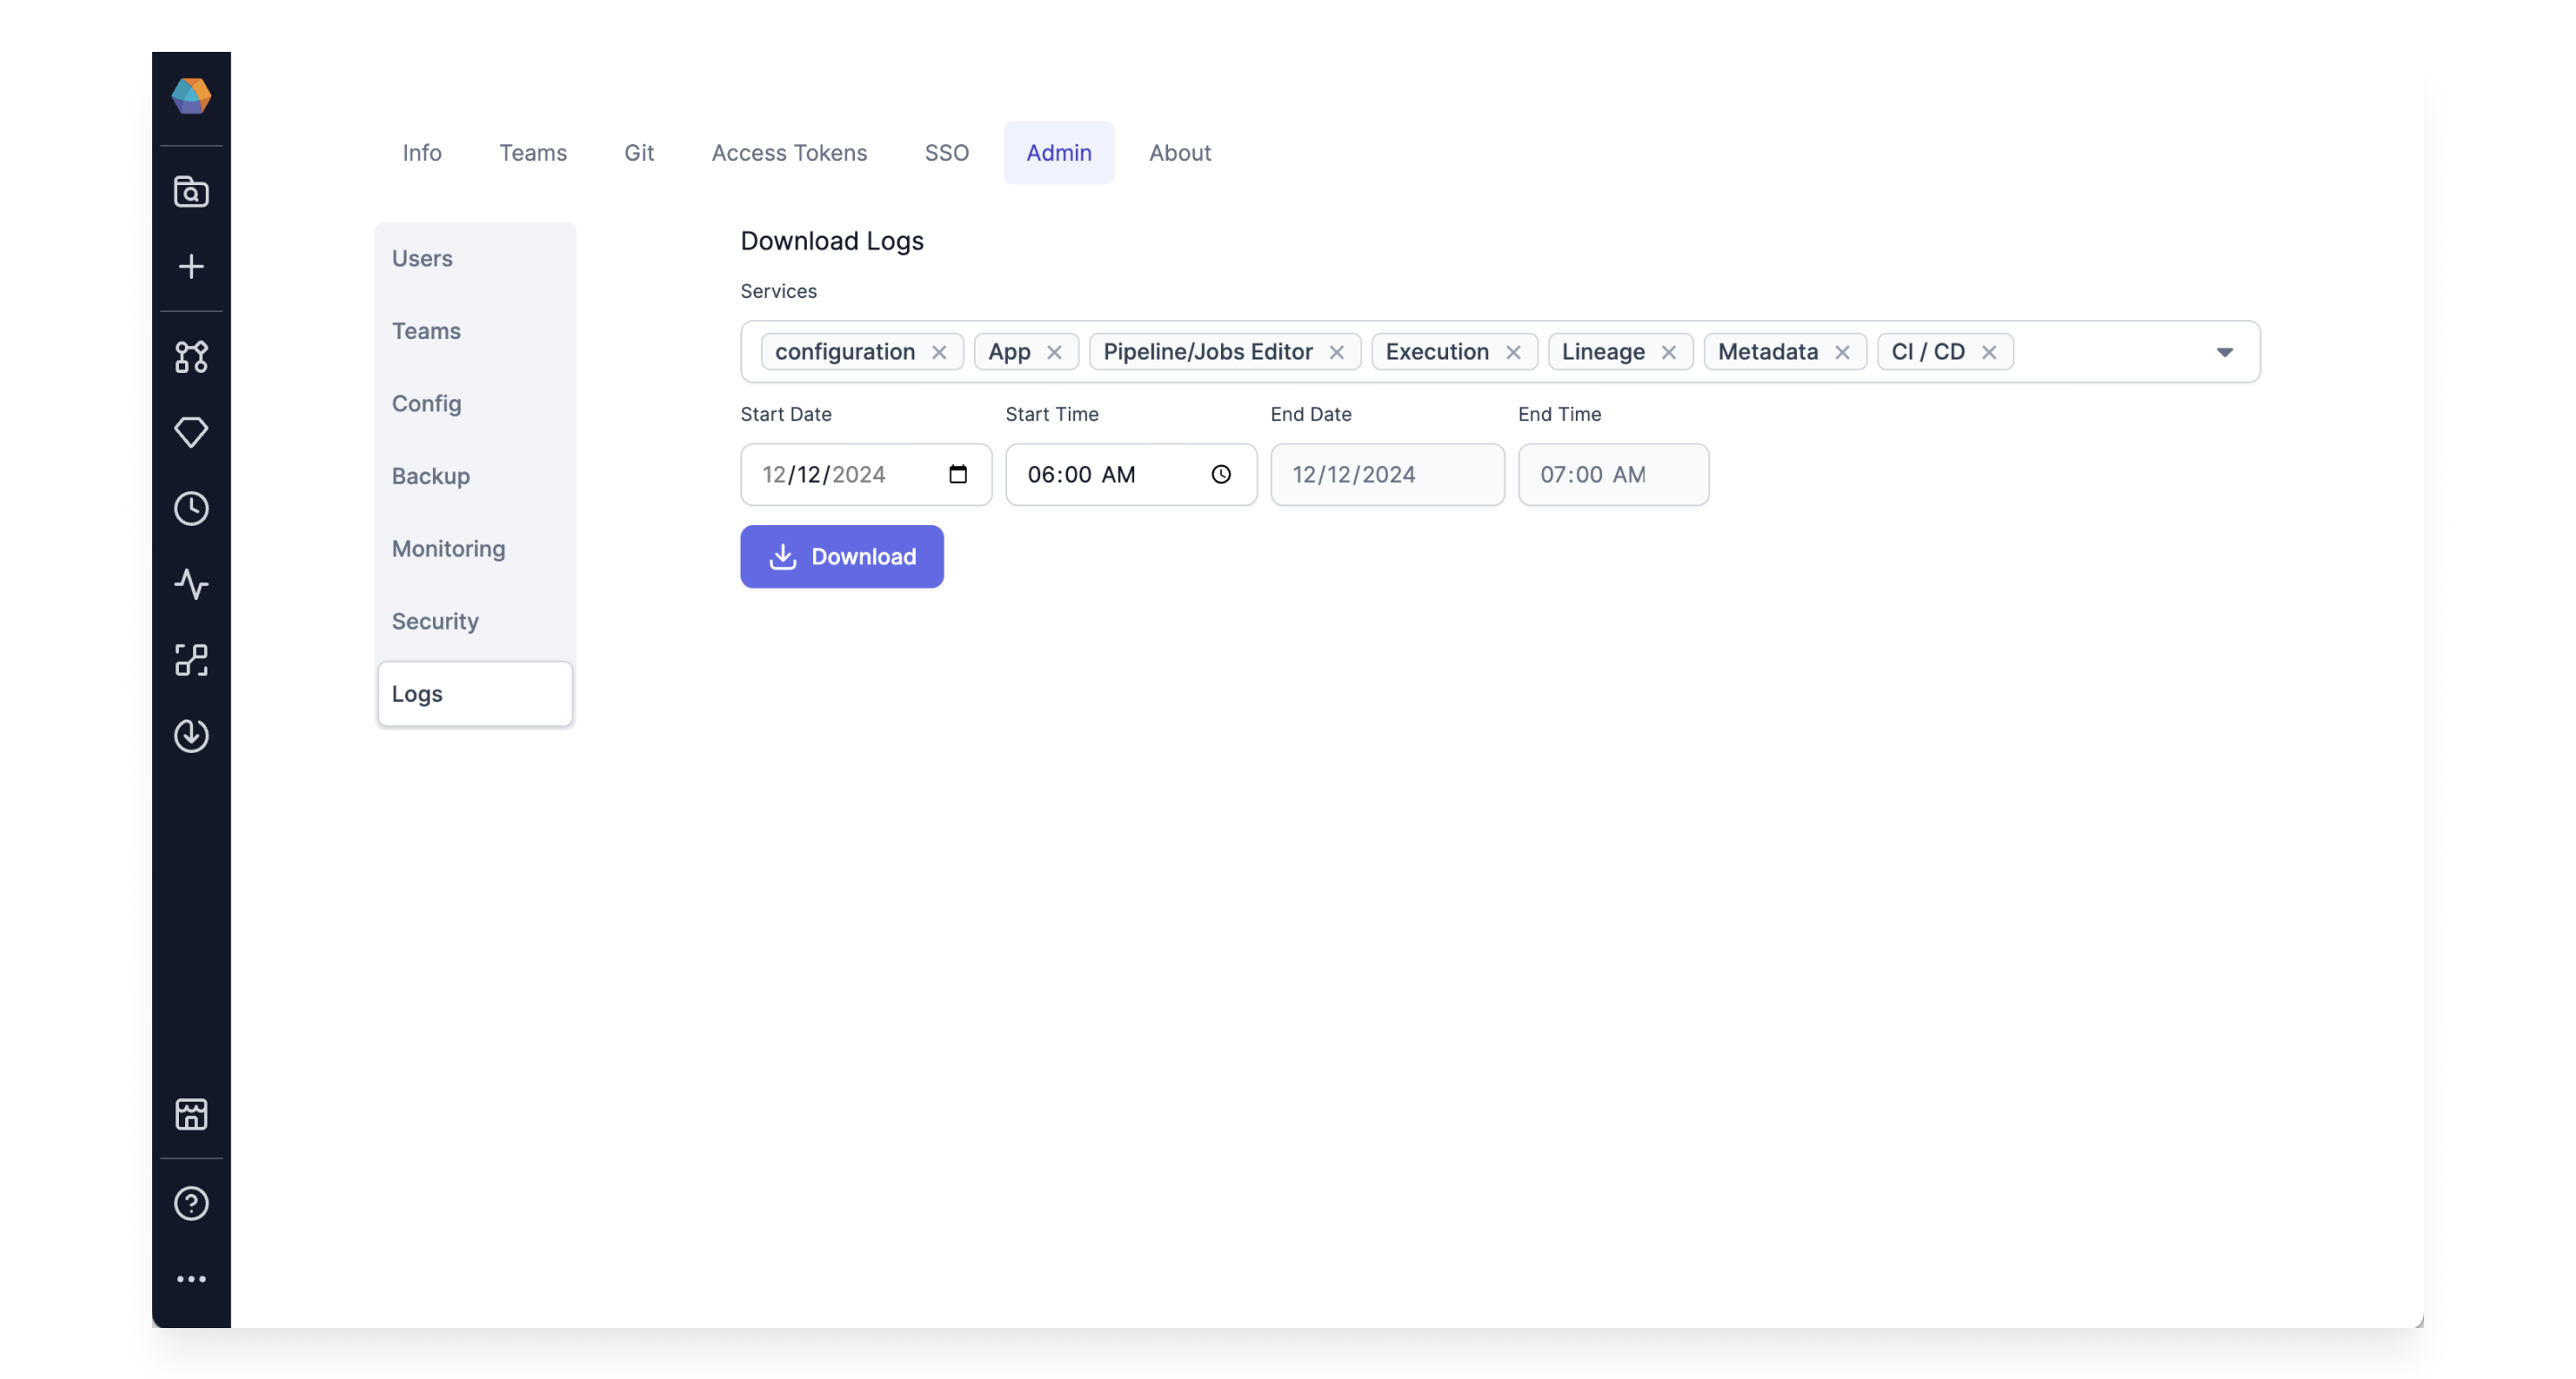 Info Teams Git Access Tokens SSO Admin About
Users
Teams
Config
Backup
Monitoring
Security
Logs
Download Logs
Services
configuration App Pipeline/Jobs Editor Execution Lineage Metadata CI / CD
Start Date Start Time End Date End Time
12/12/2024 06:00 AM 12/12/2024 07:00 AM
Download